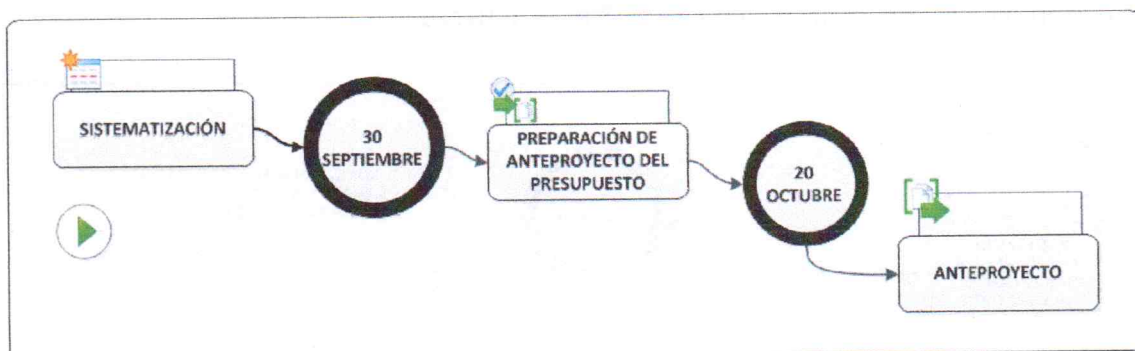 SISTEMATIZACIÓN
30
SEPTIEMBRE
PREPARACIÓN DE
ANTEPROYECTO DEL
PRESUPUESTO
20
OCTUBRE
ANTEPROYECTO